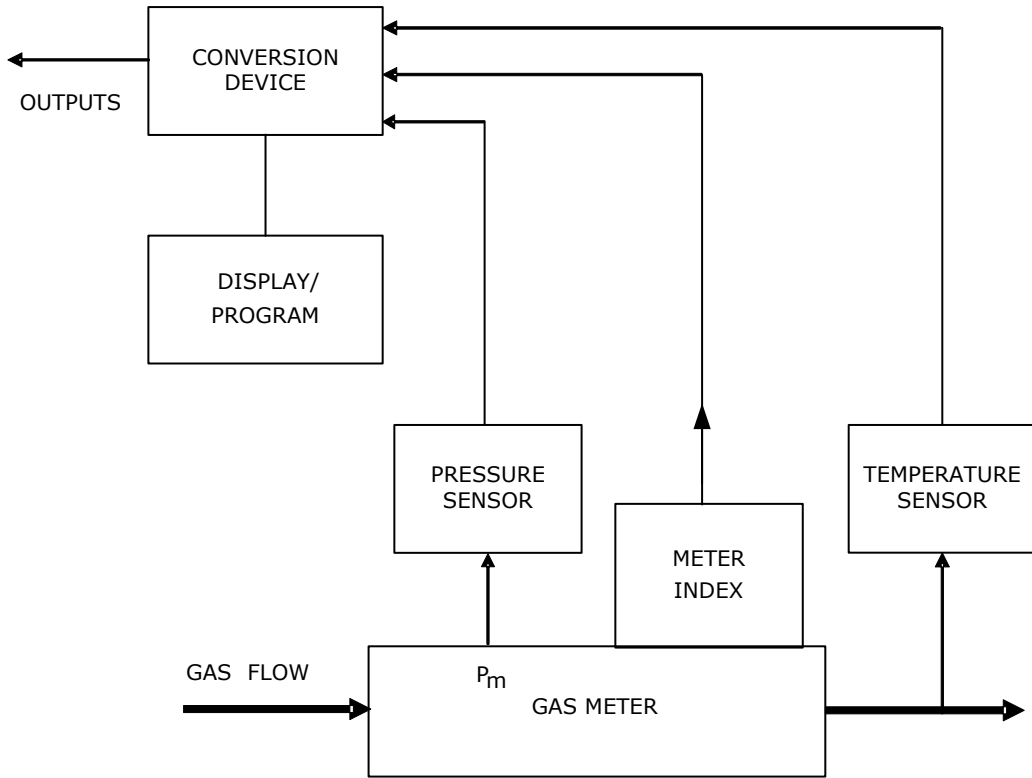 CONVERSION
DEVICE
OUTPUTS
DISPLAY/
PROGRAM
PRESSURE
SENSOR
TEMPERATURE
SENSOR
METER
INDEX
GAS FLOW
Pm
GAS METER